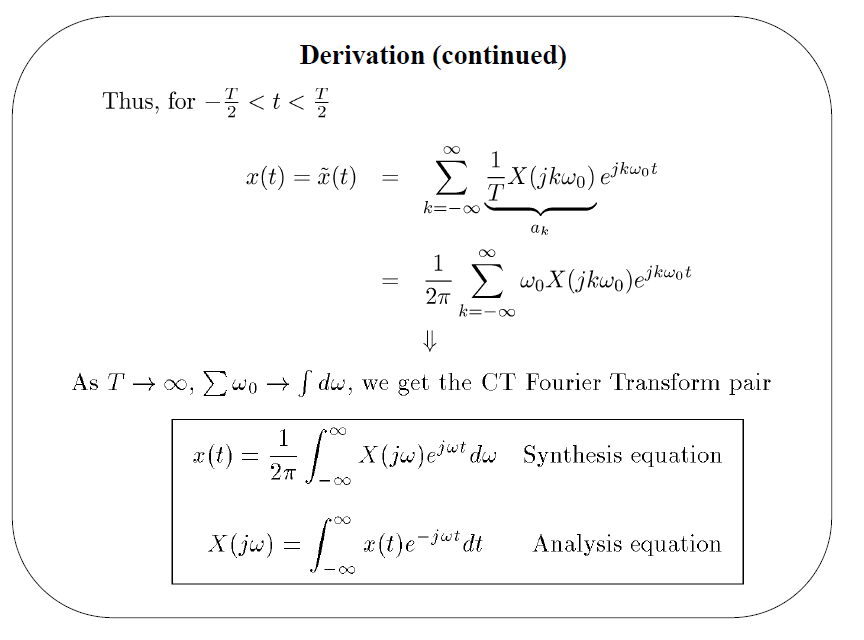 Derivation (continued)
Thus, for −T/2 < t < T/2
x(t) = x̃(t) = ∑_{k=−∞}^{∞} (1/T)X(jkω₀) e^{jkω₀t}
a_k
= (1/2π) ∑_{k=−∞}^{∞} ω₀X(jkω₀)e^{jkω₀t}
⇓
As T → ∞, ∑ ω₀ → ∫ dω, we get the CT Fourier Transform pair
x(t) = (1/2π) ∫_{−∞}^{∞} X(jω)e^{jωt}dω Synthesis equation
X(jω) = ∫_{−∞}^{∞} x(t)e^{−jωt}dt Analysis equation